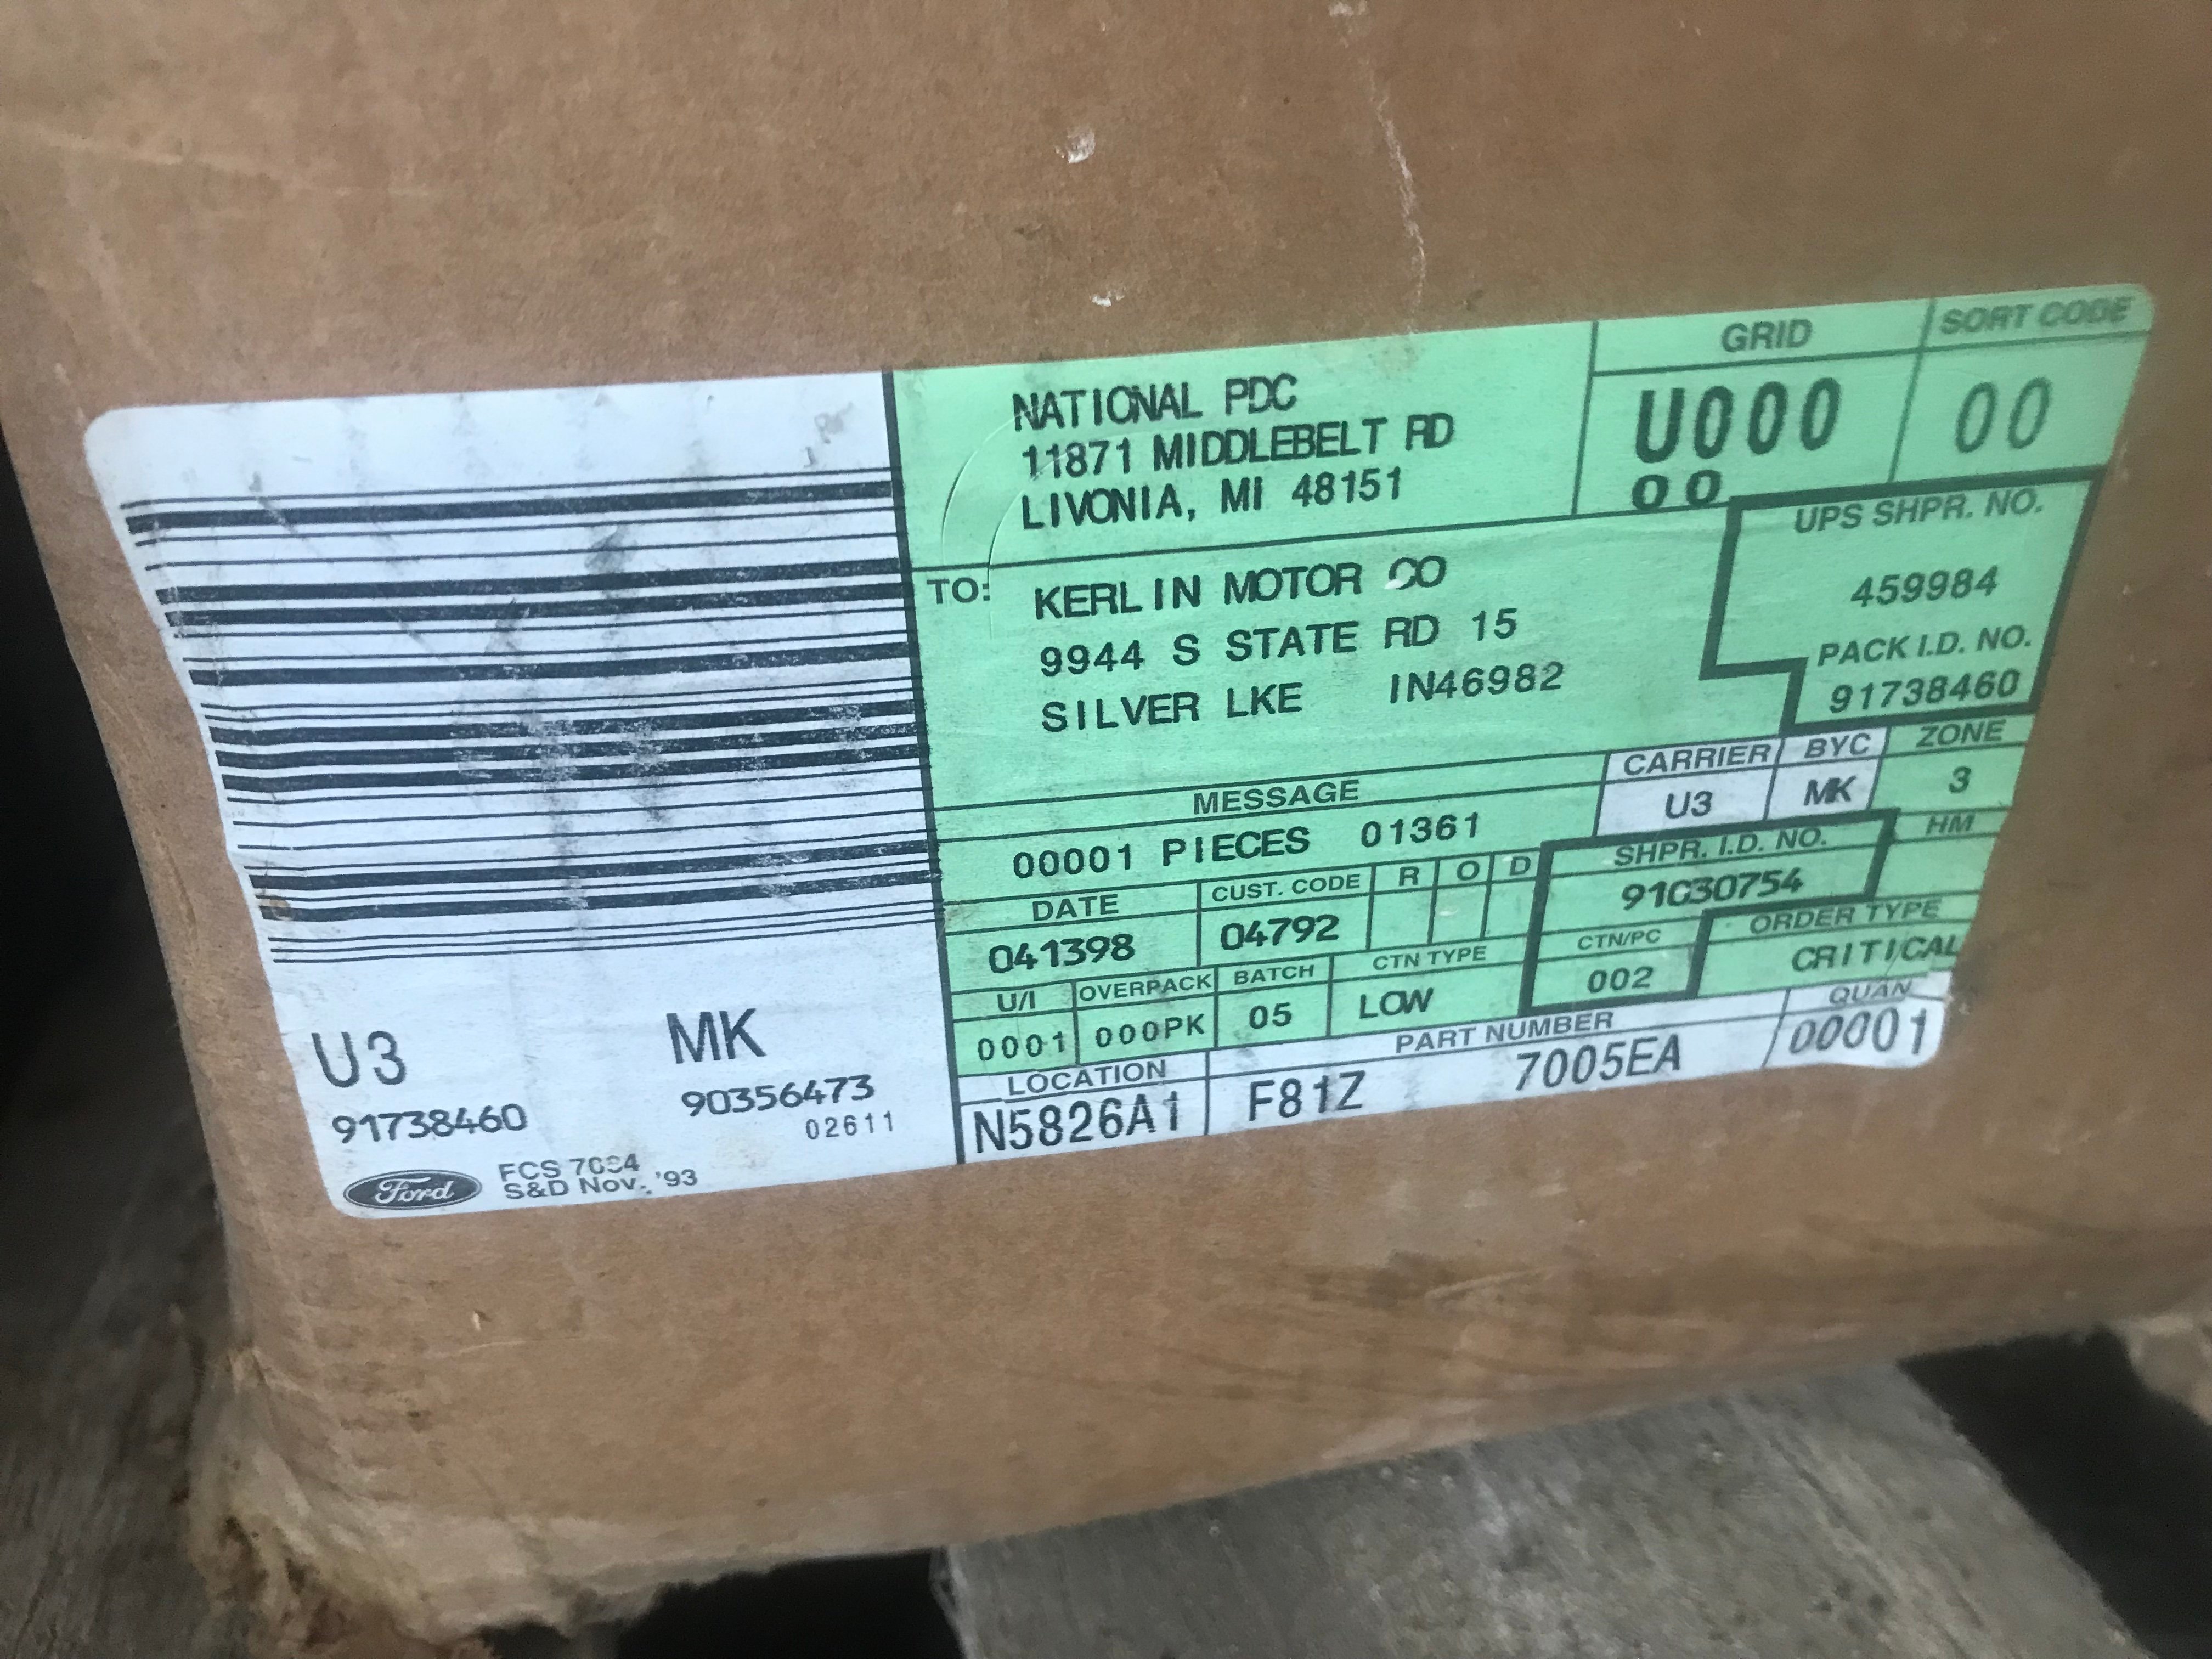 NATIONAL PDC
11871 MIDDLEBELT RD
LIVONIA, MI 48151
GRID
U000
00
SORT CODE
00
UPS SHPR. NO.
459984
PACK I.D. NO.
91738460
TO:
KERLIN MOTOR CO
9944 S STATE RD 15
SILVER LKE IN46982
CARRIER
U3
BYC
MK
ZONE
3
MESSAGE
00001 PIECES 01361
SHPR. I.D. NO.
HM
DATE
041398
CUST. CODE
04792
R O D
CTN/PC
002
ORDER TYPE
CRITICAL
U/I
0001
OVERPACK
000PK
BATCH
05
CTN TYPE
LOW
LOCATION
N5826A1
PART NUMBER
F81Z 7005EA
QUAN
00001
U3 MK
91738460 90356473
02611
Ford
FCS
S&D Nov. '93